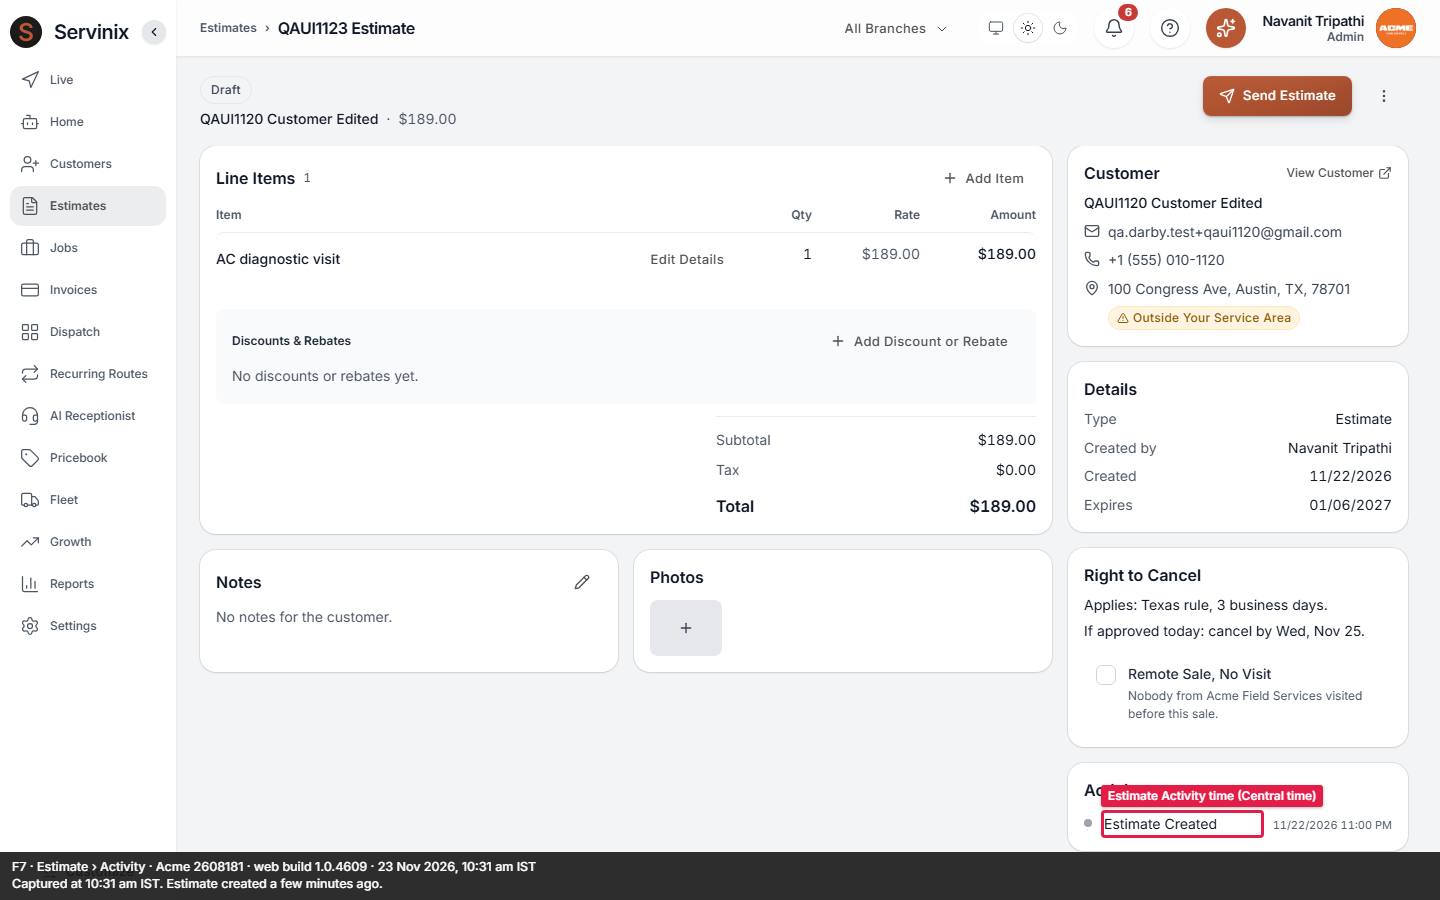 Servinix
Live
Home
Customers
Estimates
Jobs
Invoices
Dispatch
Recurring Routes
AI Receptionist
Pricebook
Fleet
Growth
Reports
Settings
Estimates › QAUI1123 Estimate
All Branches
6
Navanit Tripathi
Admin
ACME
Draft
QAUI1120 Customer Edited · $189.00
Send Estimate
Line Items 1
+ Add Item
Item Qty Rate Amount
AC diagnostic visit Edit Details 1 $189.00 $189.00
Discounts & Rebates
+ Add Discount or Rebate
No discounts or rebates yet.
Subtotal $189.00
Tax $0.00
Total $189.00
Notes
No notes for the customer.
Photos
+
Customer View Customer
QAUI1120 Customer Edited
qa.darby.test+qaui1120@gmail.com
+1 (555) 010-1120
100 Congress Ave, Austin, TX, 78701
Outside Your Service Area
Details
Type Estimate
Created by Navanit Tripathi
Created 11/22/2026
Expires 01/06/2027
Right to Cancel
Applies: Texas rule, 3 business days.
If approved today: cancel by Wed, Nov 25.
Remote Sale, No Visit
Nobody from Acme Field Services visited
before this sale.
Estimate Activity time (Central time)
Estimate Created 11/22/2026 11:00 PM
F7 · Estimate › Activity · Acme 2608181 · web build 1.0.4609 · 23 Nov 2026, 10:31 am IST
Captured at 10:31 am IST. Estimate created a few minutes ago.